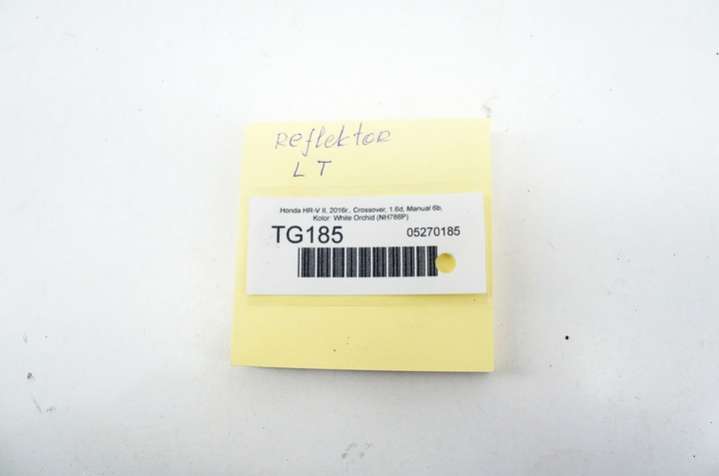 Reflektor
L T
Honda HR-V II, 2016r., Crossover, 1.6d, Manual 6b,
Kolor: White Orchid (NH788P)
TG185 05270185